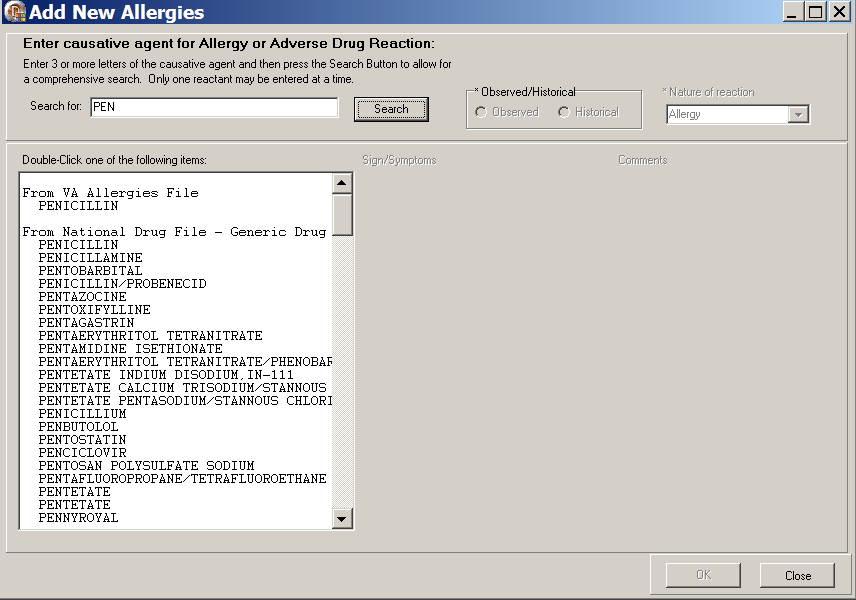 Add New Allergies
Enter causative agent for Allergy or Adverse Drug Reaction:
Enter 3 or more letters of the causative agent and then press the Search Button to allow for
a comprehensive search. Only one reactant may be entered at a time.
Search for: PEN Search
* Observed/Historical
Observed Historical
* Nature of reaction
Allergy
Double-Click one of the following items:
Sign/Symptoms
Comments
From VA Allergies File
PENICILLIN
From National Drug File - Generic Drug
PENICILLIN
PENICILLAMINE
PENTOBARBITAL
PENICILLIN/PROBENECID
PENTAZOCINE
PENTOXIFYLLINE
PENTAGASTRIN
PENTAERYTHRITOL TETRANITRATE
PENTAMIDINE ISETHIONATE
PENTAERYTHRITOL TETRANITRATE/PHENOBAR
PENTETATE INDIUM DISODIUM,IN-111
PENTETATE CALCIUM TRISODIUM/STANNOUS
PENTETATE PENTASODIUM/STANNOUS CHLORI
PENICILLIUM
PENBUTOLOL
PENTOSTATIN
PENCICLOVIR
PENTOSAN POLYSULFATE SODIUM
PENTAFLUOROPROPANE/TETRAFLUOROETHANE
PENTETATE
PENTETATE
PENNYROYAL
OK
Close